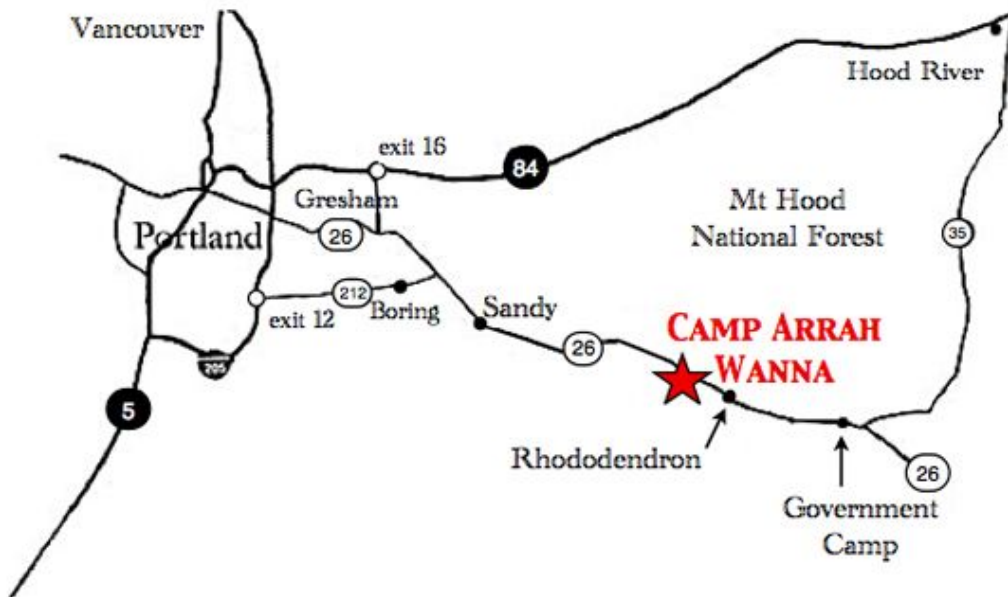 Vancouver
Hood River
exit 16
84
Gresham
Mt Hood
National Forest
26
35
Portland
212
Boring
exit 12
Sandy
26
CAMP ARRAH
WANNA
205
5
Rhododendron
26
Government
Camp